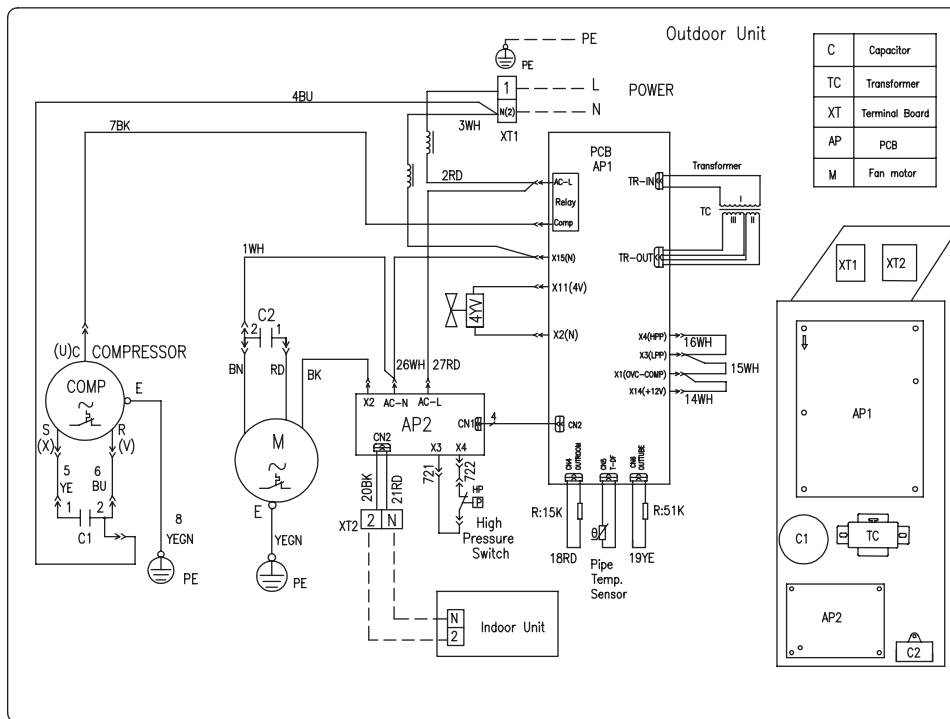 Outdoor Unit
PE
PE
1
L
N(2)
N
POWER
XT1
4BU
3WH
7BK
2RD
C Capacitor
TC Transformer
XT Terminal Board
AP PCB
M Fan motor
PCB
AP1
AC-L
Relay
Comp
TR-IN
Transformer
TC
I
III II
TR-OUT
X15(N)
X11(4V)
4YV
X2(N)
X4(HPP)
16WH
X3(LPP)
15WH
X1(OVC-COMP)
X14(+12V)
14WH
1WH
C2
2 1
BN
RD
BK
26WH
27RD
(U)C COMPRESSOR
COMP
E
S
(X)
R
(V)
5
YE
6
BU
1 2
C1
8
YEGN
PE
M
E
YEGN
PE
X2 AC-N AC-L
AP2
CN1
4
CN2
CN2
X3 X4
20BK
21RD
721
722
HP
P
High
Pressure
Switch
XT2
2 N
N
2
Indoor Unit
CN4
OUTROOM
CN5
T-DF
CN6
OUTTUBE
R:15K
R:51K
θ
18RD
19YE
Pipe
Temp.
Sensor
XT1
XT2
AP1
C1
TC
AP2
C2